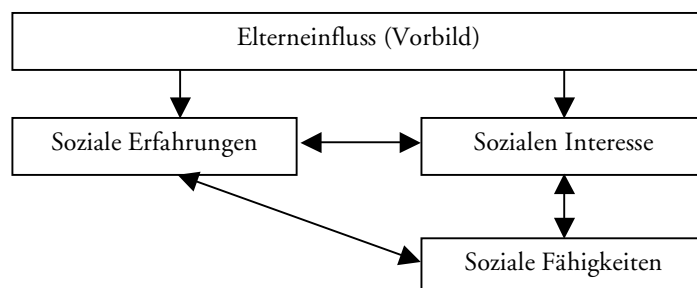 Elterneinfluss (Vorbild)
Soziale Erfahrungen
Sozialen Interesse
Soziale Fähigkeiten